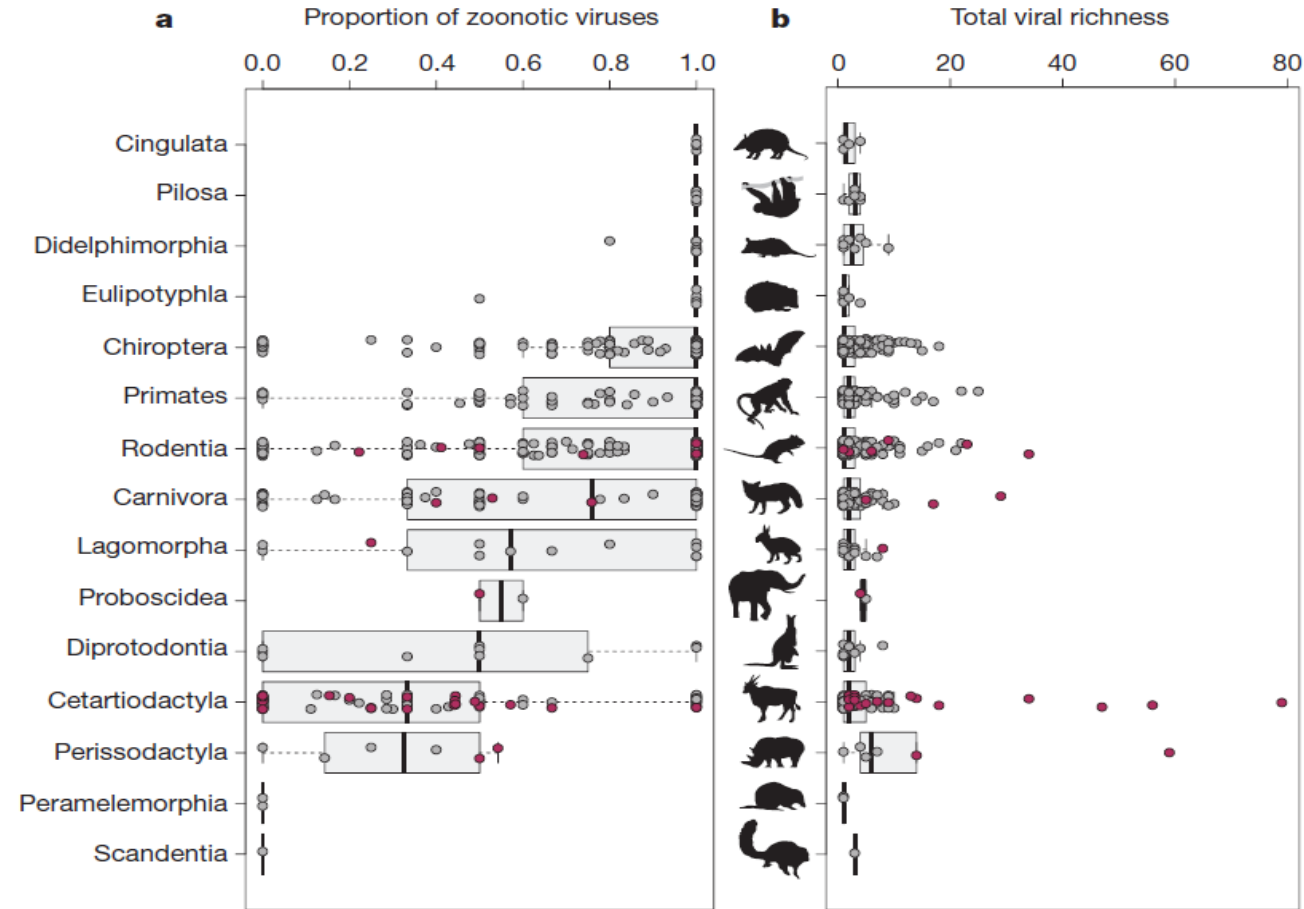 a Proportion of zoonotic viruses b Total viral richness
0.0 0.2 0.4 0.6 0.8 1.0 0 20 40 60 80
Cingulata
Pilosa
Didelphimorphia
Eulipotyphla
Chiroptera
Primates
Rodentia
Carnivora
Lagomorpha
Proboscidea
Diprotodontia
Cetartiodactyla
Perissodactyla
Peramelemorphia
Scandentia